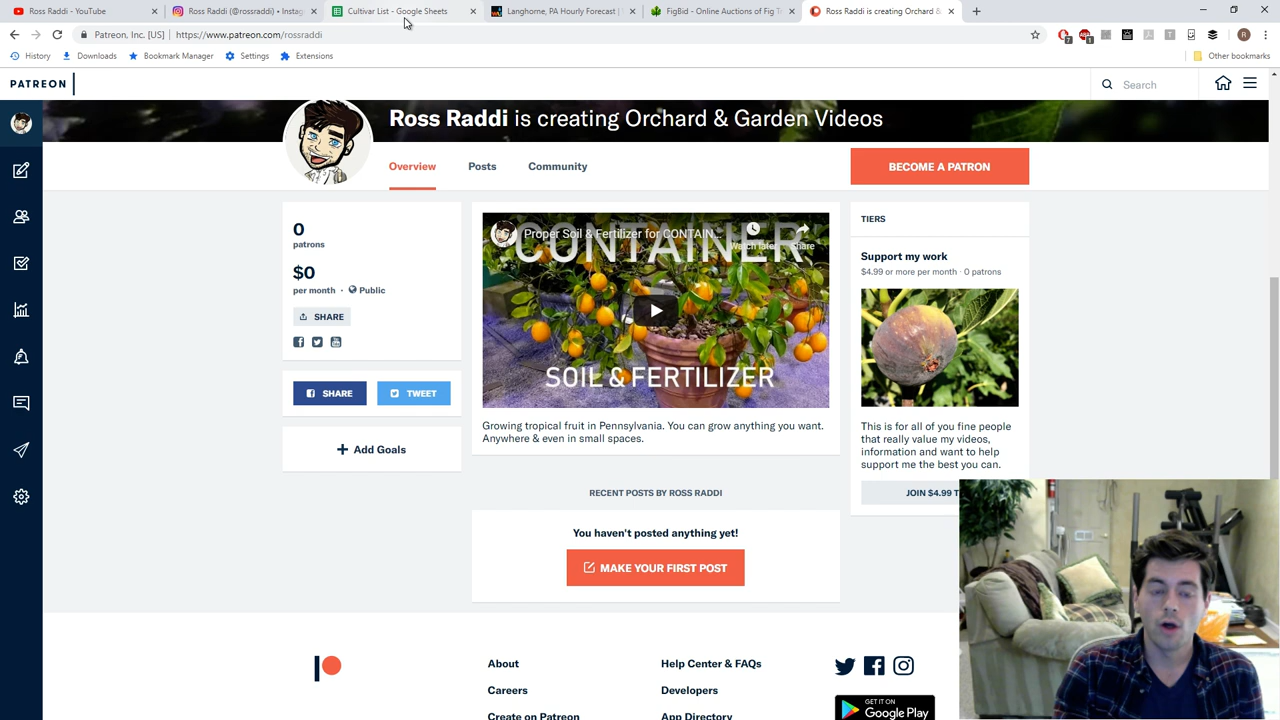 Ross Raddi - YouTube
Ross Raddi (@rossraddi) • Instag
Cultivar List - Google Sheets
Langhorne, PA Hourly Forecast |
FigBid - Online Auctions of Fig Tr
Ross Raddi is creating Orchard &
Patreon, Inc. [US] | https://www.patreon.com/rossraddi
History
Downloads
Bookmark Manager
Settings
Extensions
Other bookmarks
PATREON
Search
Ross Raddi is creating Orchard & Garden Videos
Overview
Posts
Community
BECOME A PATRON
0
patrons
$0
per month • Public
SHARE
SHARE
TWEET
+ Add Goals
Proper Soil & Fertilizer for CONTAIN...
Watch later
Share
CONTAINER
SOIL & FERTILIZER
Growing tropical fruit in Pennsylvania. You can grow anything you want.
Anywhere & even in small spaces.
RECENT POSTS BY ROSS RADDI
You haven't posted anything yet!
MAKE YOUR FIRST POST
TIERS
Support my work
$4.99 or more per month · 0 patrons
This is for all of you fine people
that really value my videos,
information and want to help
support me the best you can.
JOIN $4.99 T
About
Careers
Create on Patreon
Help Center & FAQs
Developers
App Directory
GET IT ON
Google Play